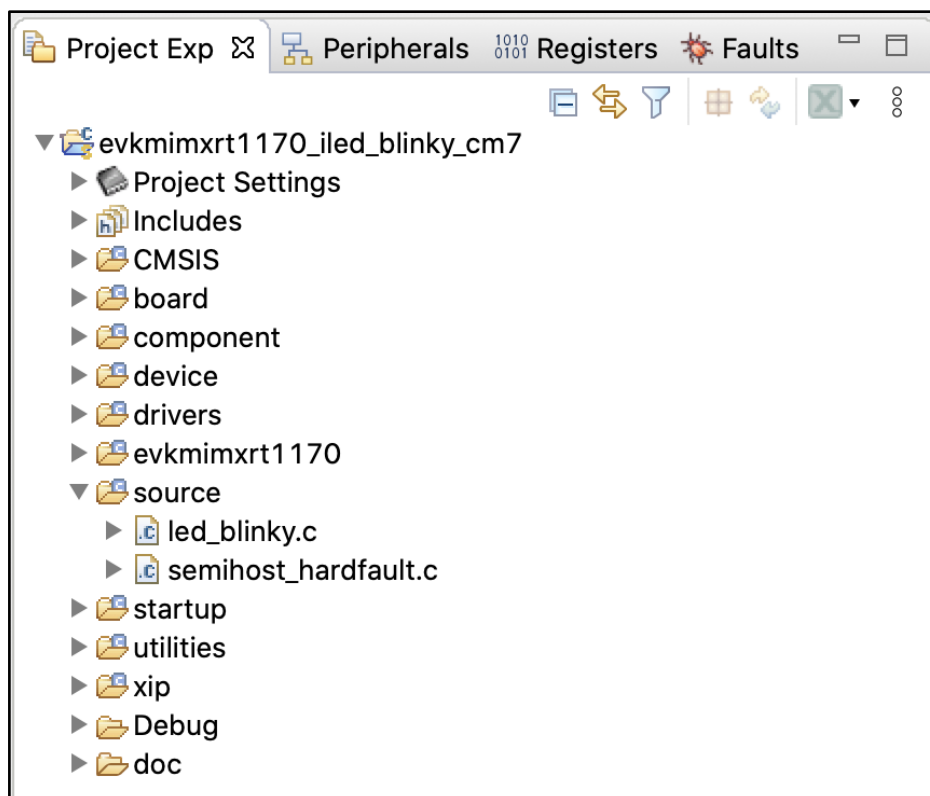 Project Exp Peripherals 1010 0101 Registers Faults
evkmimxrt1170_iled_blinky_cm7
Project Settings
h Includes
CMSIS
board
component
device
drivers
evkmimxrt1170
source
.c led_blinky.c
.c semihost_hardfault.c
startup
utilities
xip
Debug
doc